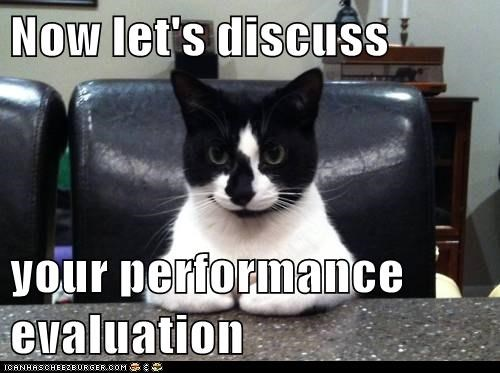 Now let's discuss
your performance
evaluation
ICANHASCHEEZBURGER.COM